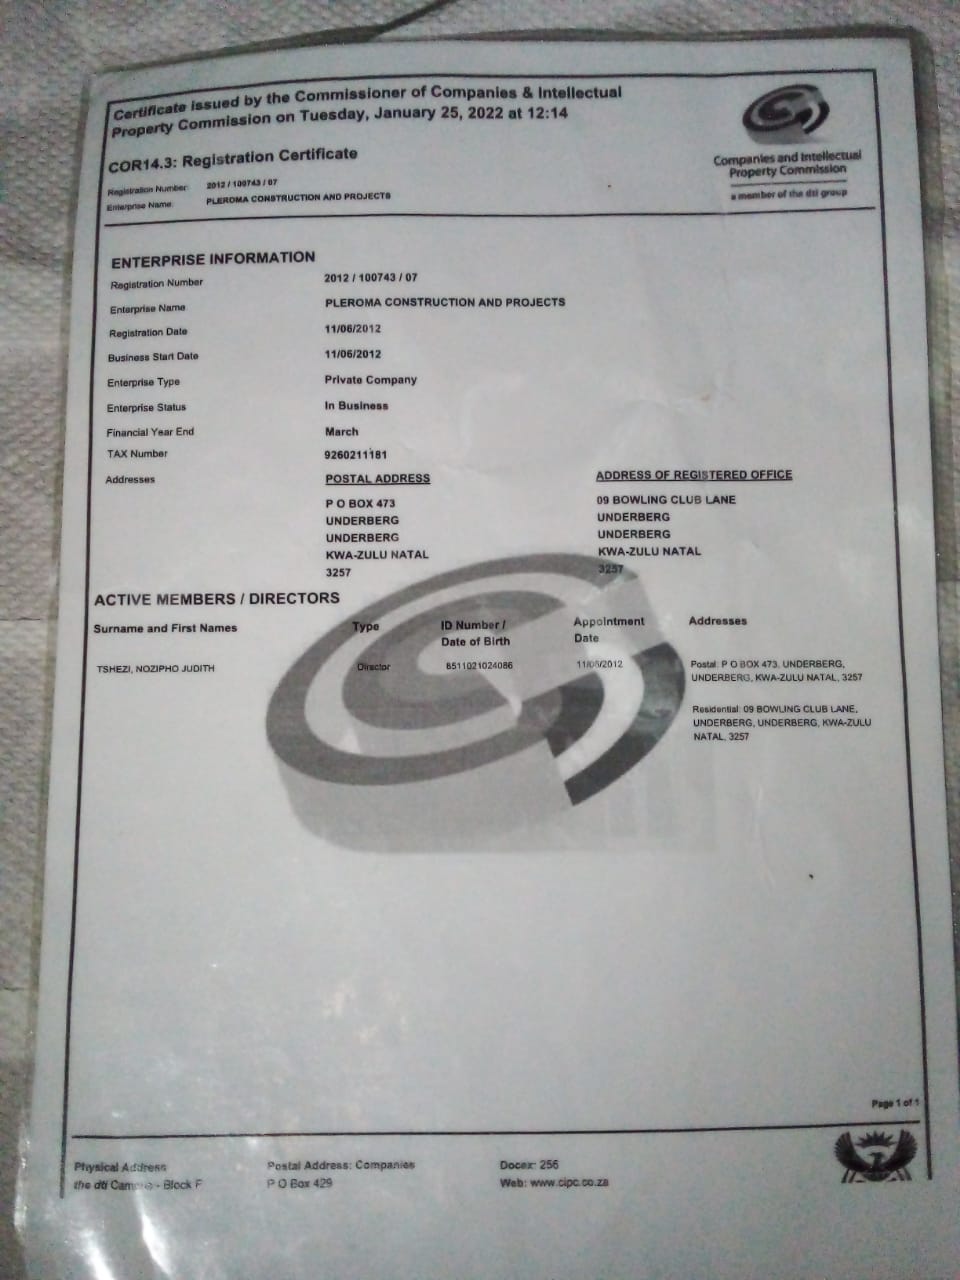 Certificate issued by the Commissioner of Companies & Intellectual
Property Commission on Tuesday, January 25, 2022 at 12:14
COR14.3: Registration Certificate
Registration Number 2012 / 100743 / 07
Enterprise Name PLEROMA CONSTRUCTION AND PROJECTS
Companies and Intellectual
Property Commission
a member of the dti group
ENTERPRISE INFORMATION
Registration Number 2012 / 100743 / 07
Enterprise Name PLEROMA CONSTRUCTION AND PROJECTS
Registration Date 11/06/2012
Business Start Date 11/06/2012
Enterprise Type Private Company
Enterprise Status In Business
Financial Year End March
TAX Number 9260211181
Addresses POSTAL ADDRESS ADDRESS OF REGISTERED OFFICE
P O BOX 473 09 BOWLING CLUB LANE
UNDERBERG UNDERBERG
UNDERBERG UNDERBERG
KWA-ZULU NATAL KWA-ZULU NATAL
3257 3257
ACTIVE MEMBERS / DIRECTORS
Surname and First Names Type ID Number / Date of Birth Appointment Date Addresses
TSHEZI, NOZIPHO JUDITH Director 8511021024086 11/06/2012 Postal: P O BOX 473, UNDERBERG,
UNDERBERG, KWA-ZULU NATAL, 3257
Residential: 09 BOWLING CLUB LANE,
UNDERBERG, UNDERBERG, KWA-ZULU
NATAL, 3257
Page 1 of 1
Physical Address Postal Address: Companies Docex: 256
the dti - Block F P O Box 429 Web: www.cipc.co.za